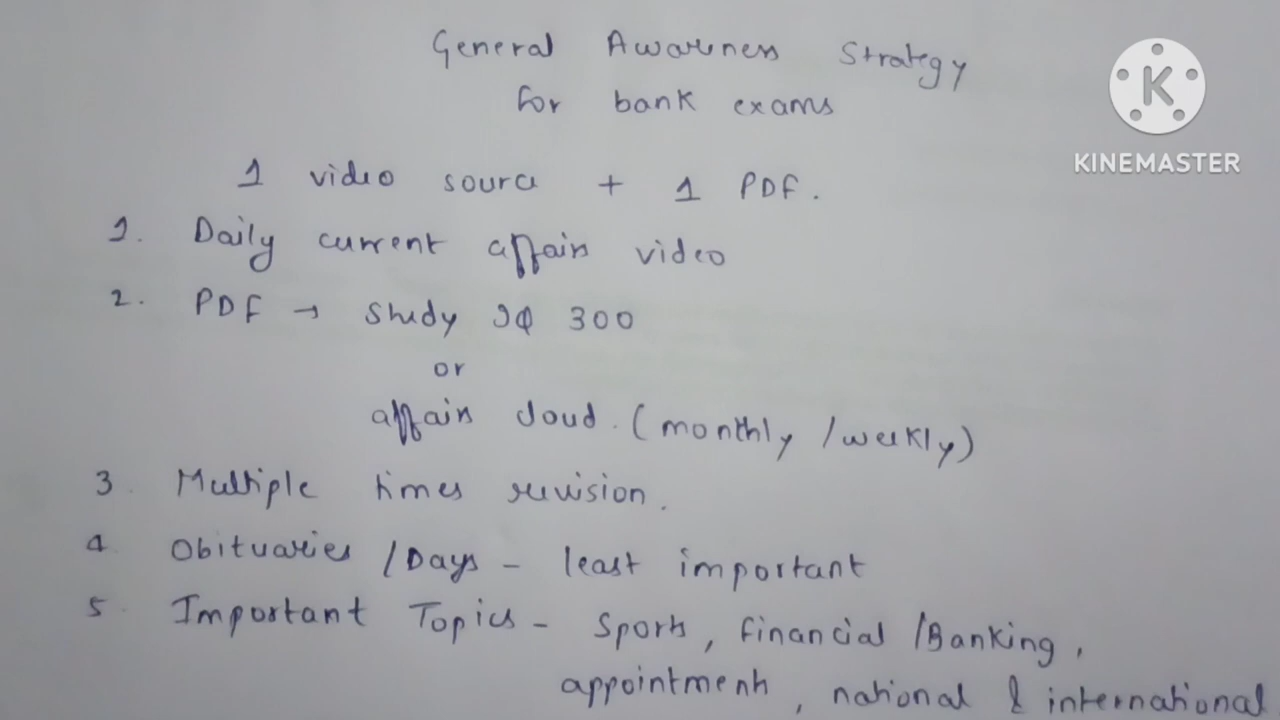 General Awareness Strategy
for bank exams
K
KINEMASTER
1 video source + 1 PDF.
1. Daily current affairs video
2. PDF → Study IQ 300
or
affairs cloud. (monthly /weekly)
3. Multiple times revision.
4. Obituaries /Days - least important
5. Important Topics - Sports, financial /Banking,
appointments, national & international